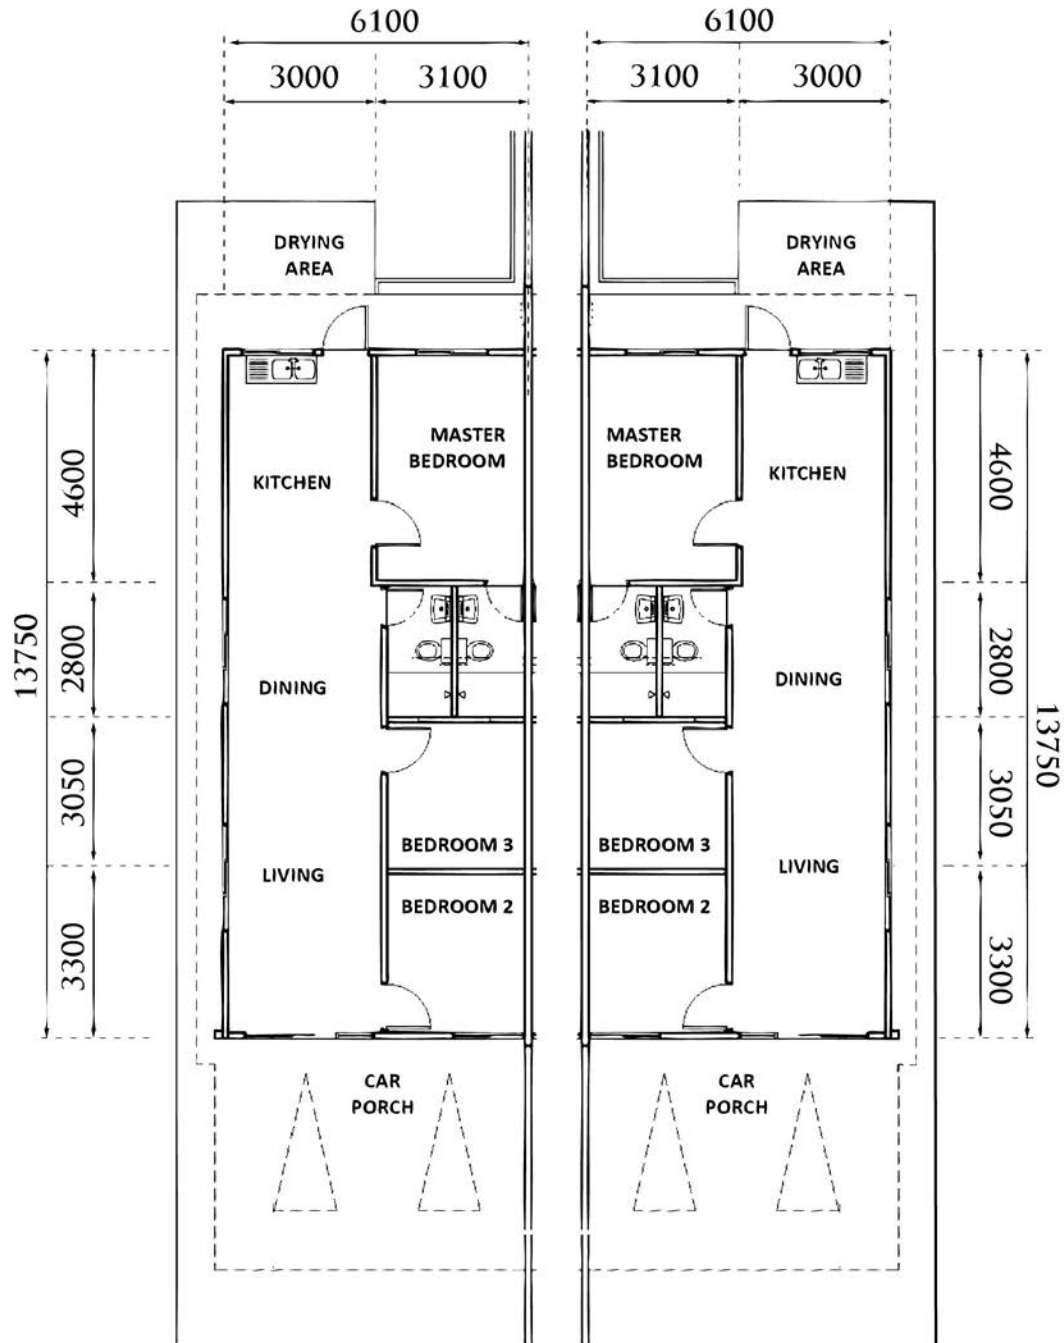 6100
6100
3000
3100
3100
3000
DRYING
AREA
DRYING
AREA
MASTER
BEDROOM
MASTER
BEDROOM
KITCHEN
KITCHEN
4600
4600
13750
2800
DINING
DINING
2800
13750
3050
3050
BEDROOM 3
BEDROOM 3
LIVING
LIVING
BEDROOM 2
BEDROOM 2
3300
3300
CAR
PORCH
CAR
PORCH